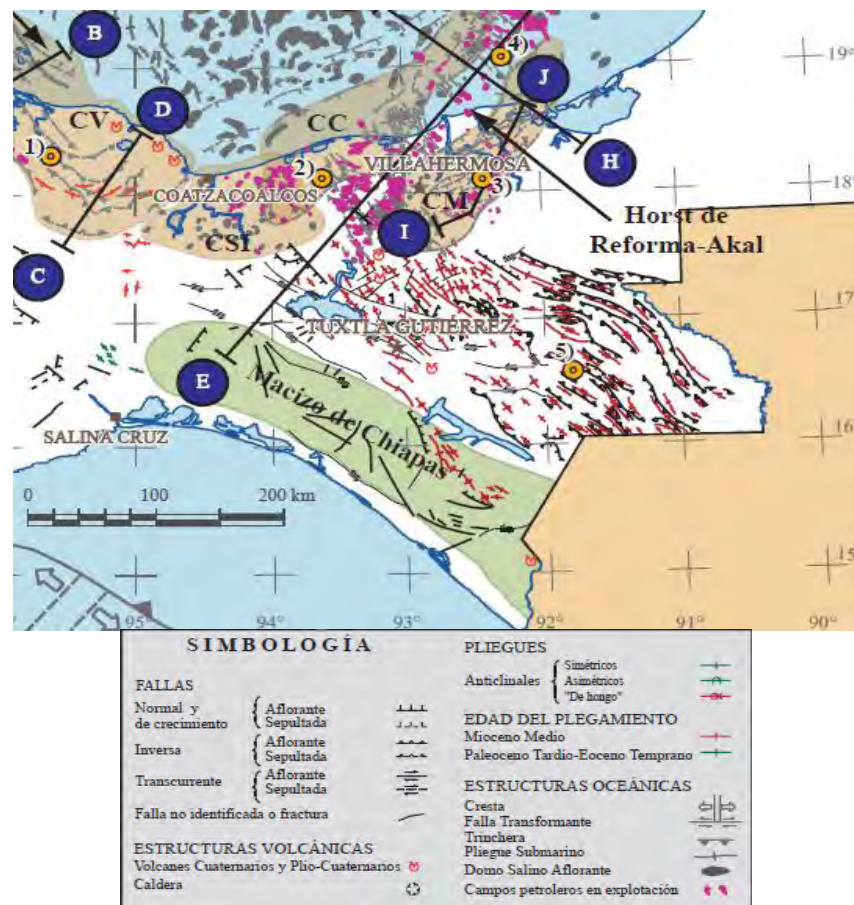 B
19°
4)
J
D
CV
CC
1)
VILLAHERMOSA
H
2)
COATZACOALCOS
3)
18°
CM
Horst de
Reforma-Akal
CSI
I
C
17
TUXTLA GUTIÉRREZ
5)
E
Macizo de Chiapas
SALINA CRUZ
16
0 100 200 km
15
95° 94° 93° 92° 91° 90°
SIMBOLOGÍA
FALLAS
Normal y de crecimiento { Aflorante
Sepultada
Inversa { Aflorante
Sepultada
Transcurrente { Aflorante
Sepultada
Falla no identificada o fractura
ESTRUCTURAS VOLCÁNICAS
Volcanes Cuaternarios y Plio-Cuaternarios
Caldera
PLIEGUES
Anticlinales { Simétricos
Asimétricos
"De hongo"
EDAD DEL PLEGAMIENTO
Mioceno Medio
Paleoceno Tardío-Eoceno Temprano
ESTRUCTURAS OCEÁNICAS
Cresta
Falla Transformante
Trinchera
Pliegue Submarino
Domo Salino Aflorante
Campos petroleros en explotación